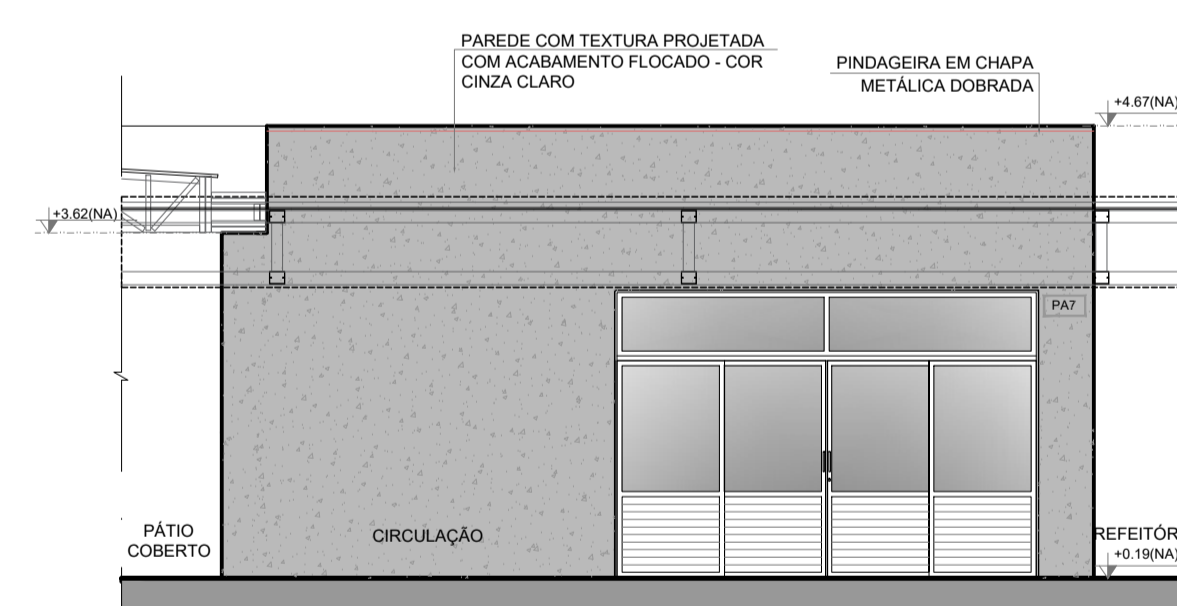 PAREDE COM TEXTURA PROJETADA
COM ACABAMENTO FLOCADO - COR
CINZA CLARO
PINDAGEIRA EM CHAPA
METÁLICA DOBRADA
+4.67(NA)
+3.62(NA)
PA7
PÁTIO
COBERTO
CIRCULAÇÃO
REFEITÓR
+0.19(NA)